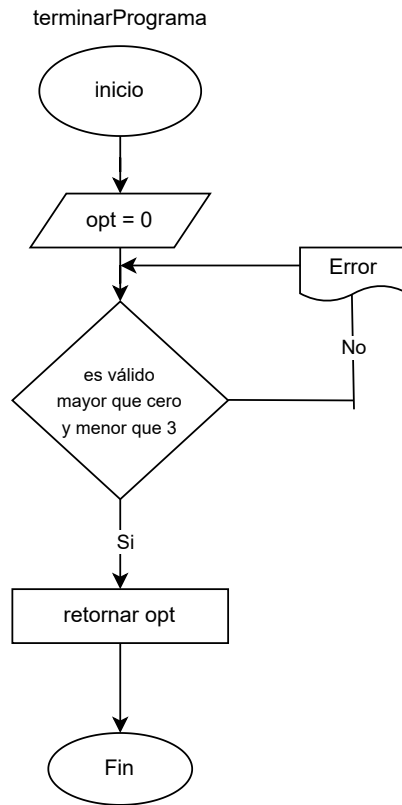 terminarPrograma
inicio
opt = 0
Error
No
es válido
mayor que cero
y menor que 3
Si
retornar opt
Fin